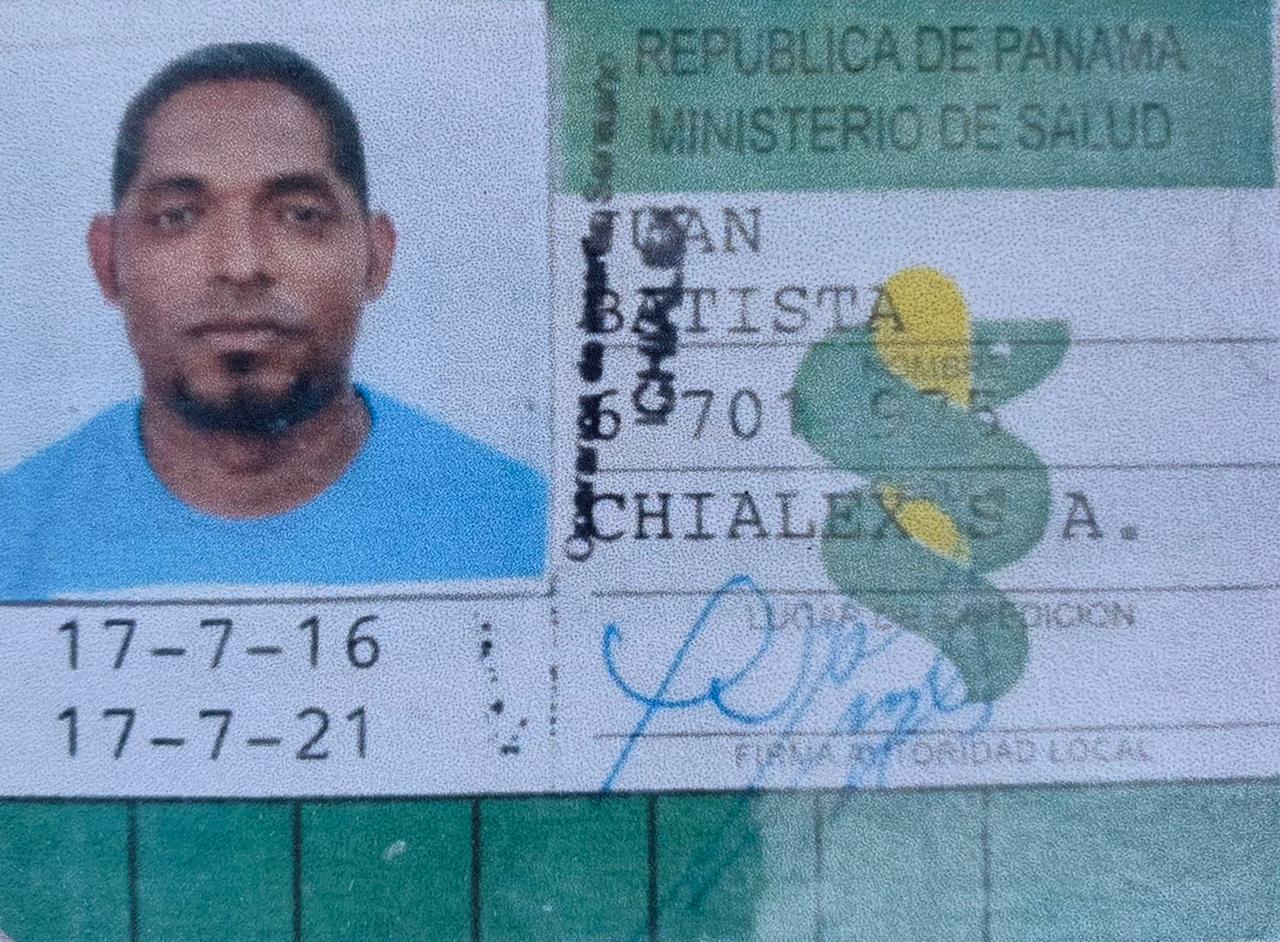 REPUBLICA DE PANAMA
MINISTERIO DE SALUD
JUAN
BATISTA
6 701
CHIALEX S A.
LUGAR DE EXPEDICION
FIRMA AUTORIDAD LOCAL
17-7-16
17-7-21